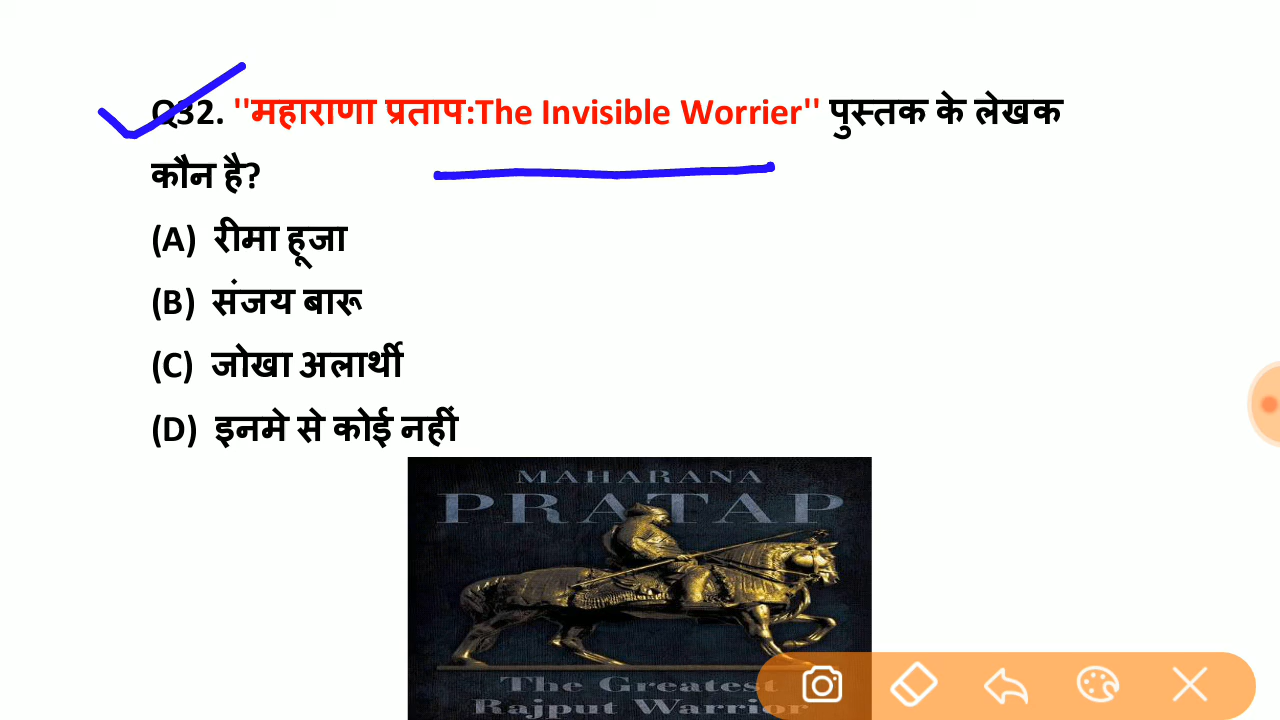 Q32. "महाराणा प्रताप:The Invisible Worrier" पुस्तक के लेखक
कौन है?
(A) रीमा हूजा
(B) संजय बारू
(C) जोखा अलार्थी
(D) इनमे से कोई नहीं
MAHARANA
PRATAP
The Greatest
Rajput Warrior